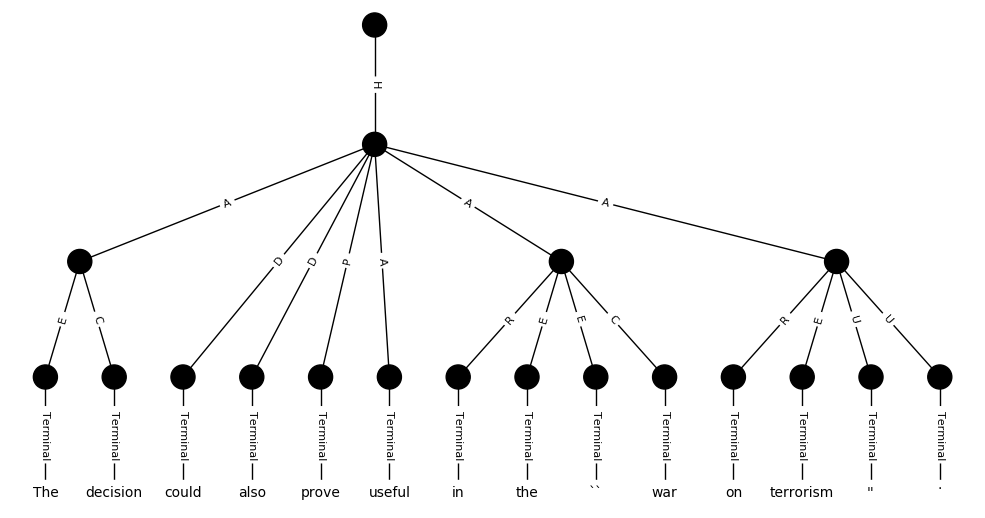 H
A D D P A A A
E C R E E C R E U U
Terminal Terminal Terminal Terminal Terminal Terminal Terminal Terminal Terminal Terminal Terminal Terminal Terminal Terminal
The decision could also prove useful in the `` war on terrorism " .